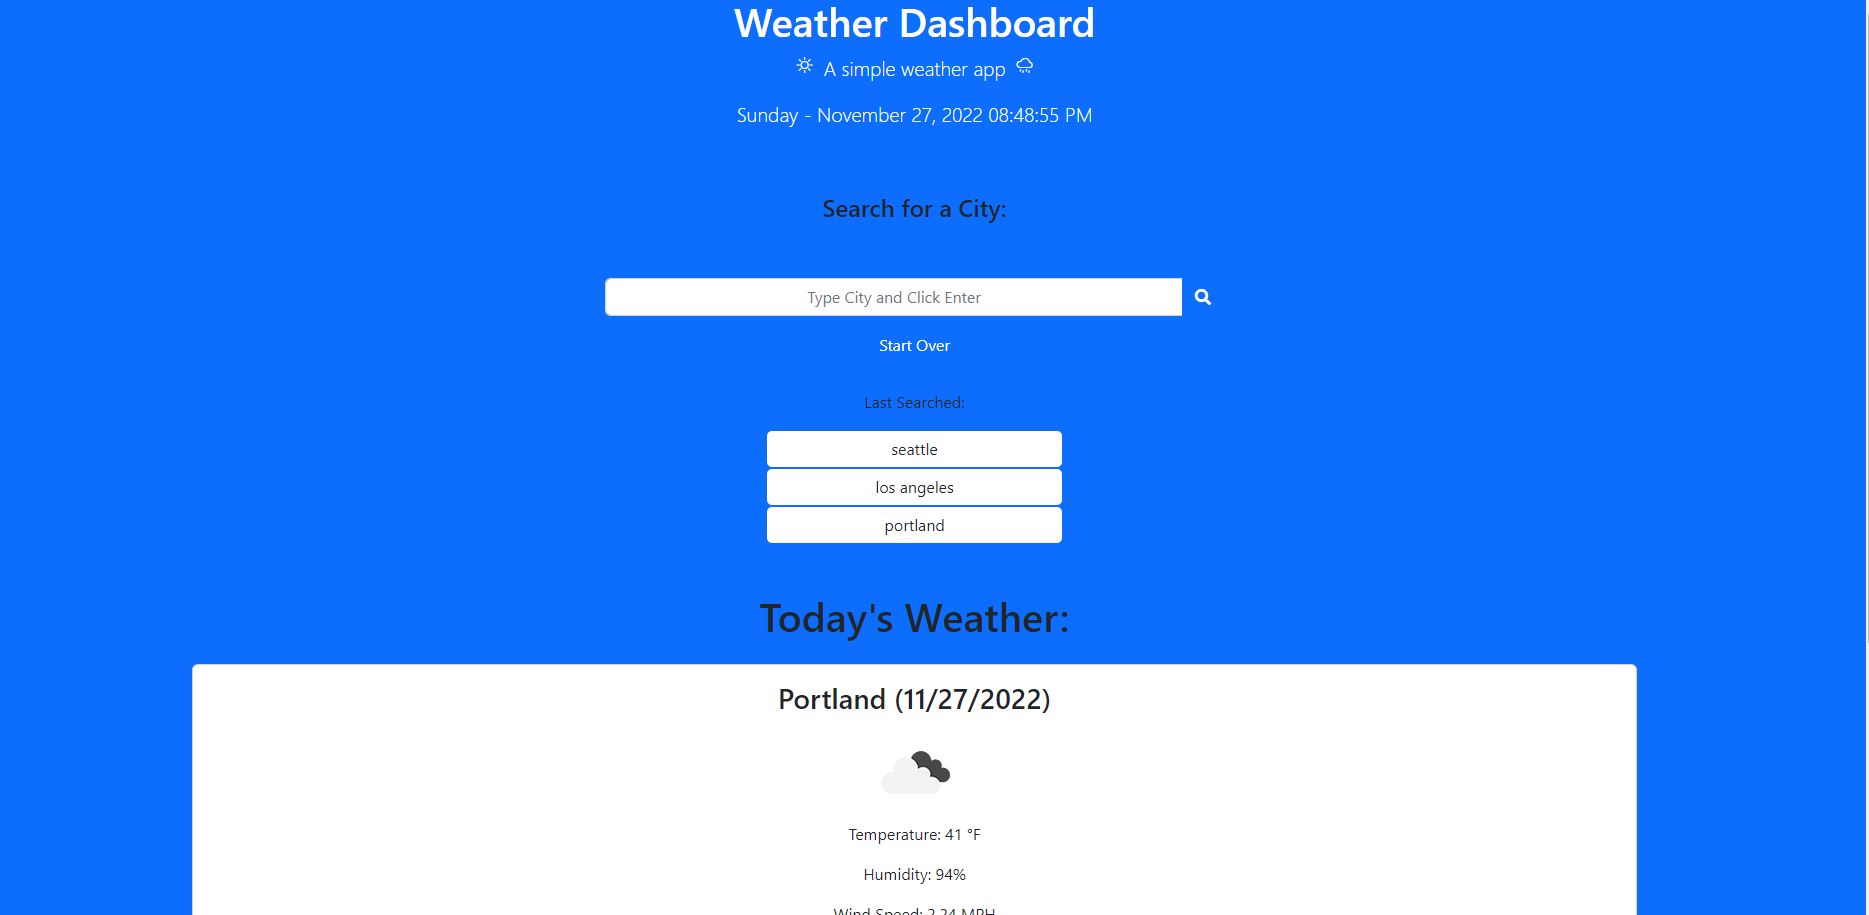 Weather Dashboard
A simple weather app
Sunday - November 27, 2022 08:48:55 PM
Search for a City:
Type City and Click Enter
Start Over
Last Searched:
seattle
los angeles
portland
Today's Weather:
Portland (11/27/2022)
Temperature: 41 °F
Humidity: 94%
Wind Speed: 2.24 MPH